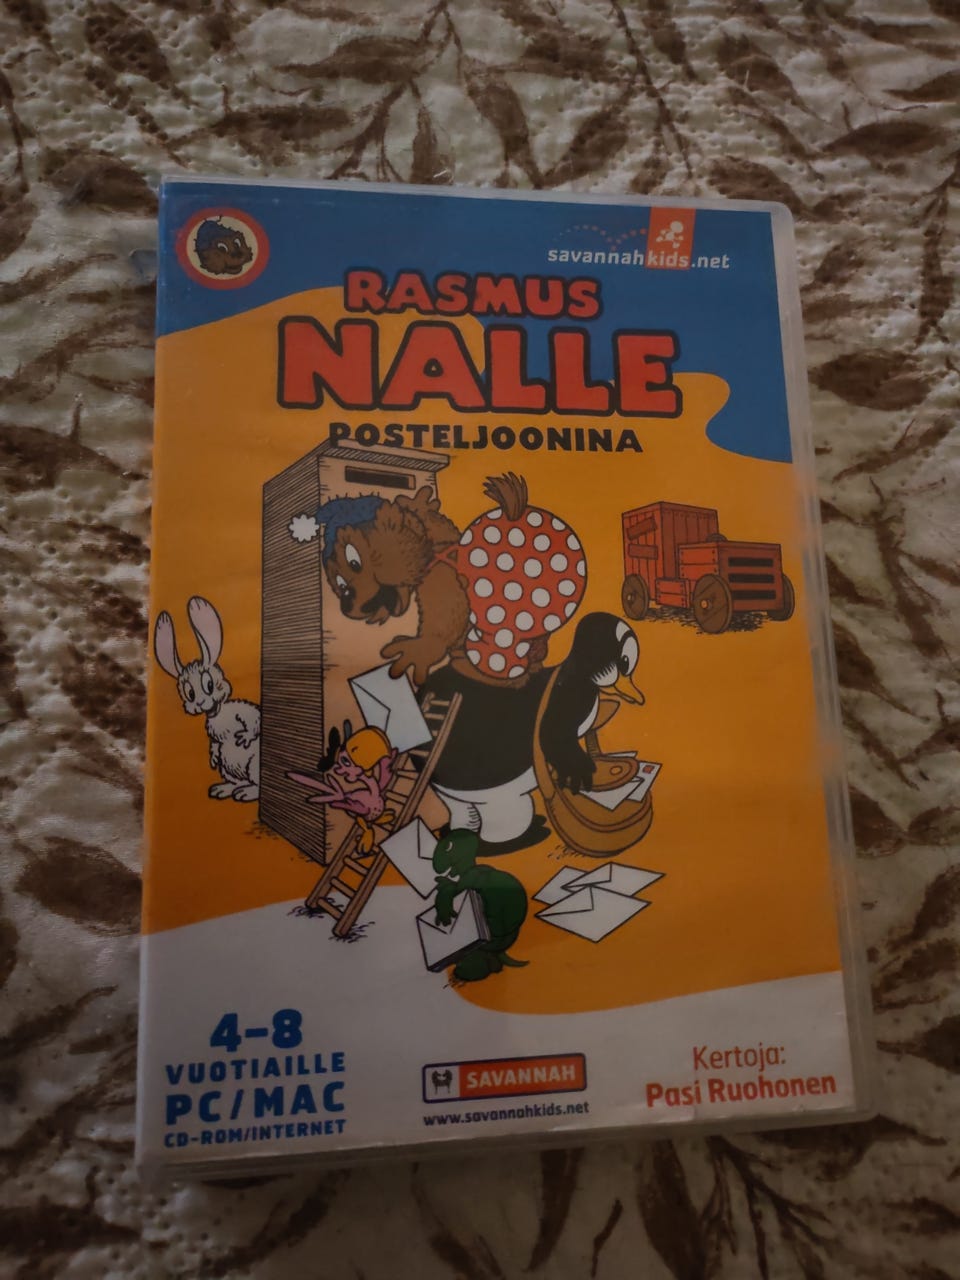 savannahkids.net
RASMUS
NALLE
POSTELJOONINA
4-8
VUOTIAILLE
PC/MAC
CD-ROM/INTERNET
SAVANNAH
www.savannahkids.net
Kertoja:
Pasi Ruohonen